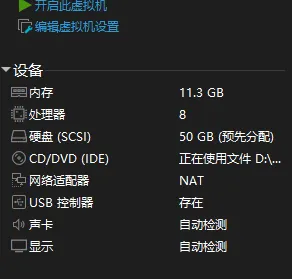 开启此虚拟机
编辑虚拟机设置
设备
内存 11.3 GB
处理器 8
硬盘 (SCSI) 50 GB (预先分配)
CD/DVD (IDE) 正在使用文件 D:\...
网络适配器 NAT
USB 控制器 存在
声卡 自动检测
显示 自动检测